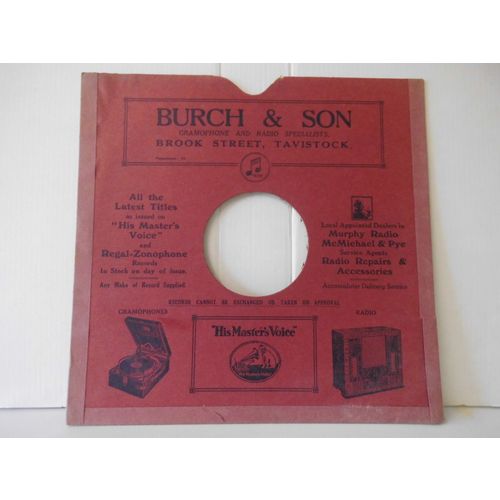 BURCH & SON
GRAMOPHONE AND RADIO SPECIALISTS.
BROOK STREET, TAVISTOCK.
All the
Latest Titles
as issued on
"His Master's
Voice"
and
Regal-Zonophone
Records
In Stock on day of issue.
Any Make of Record Supplied
Local Appointed Dealers in
Murphy Radio
McMichael & Pye
Service Agents
Radio Repairs &
Accessories
Accumulator Delivery Service
RECORDS CANNOT BE EXCHANGED OR TAKEN ON APPROVAL
GRAMOPHONES
"His Master's Voice"
RADIO